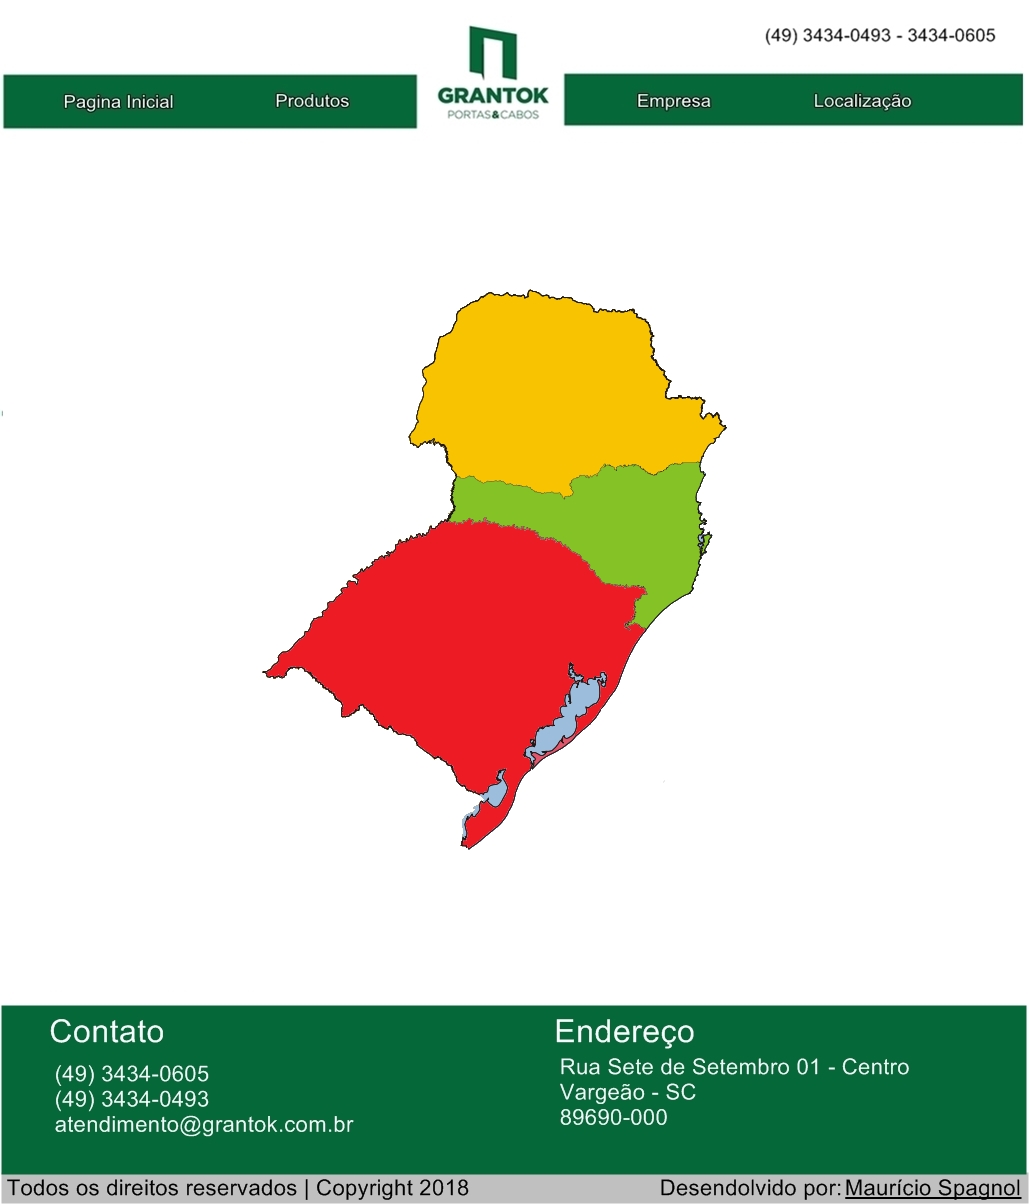 (49) 3434-0493 - 3434-0605
Pagina Inicial
Produtos
GRANTOK
PORTAS&CABOS
Empresa
Localização
Contato
(49) 3434-0605
(49) 3434-0493
atendimento@grantok.com.br
Endereço
Rua Sete de Setembro 01 - Centro
Vargeão - SC
89690-000
Todos os direitos reservados | Copyright 2018
Desendolvido por: Maurício Spagnol